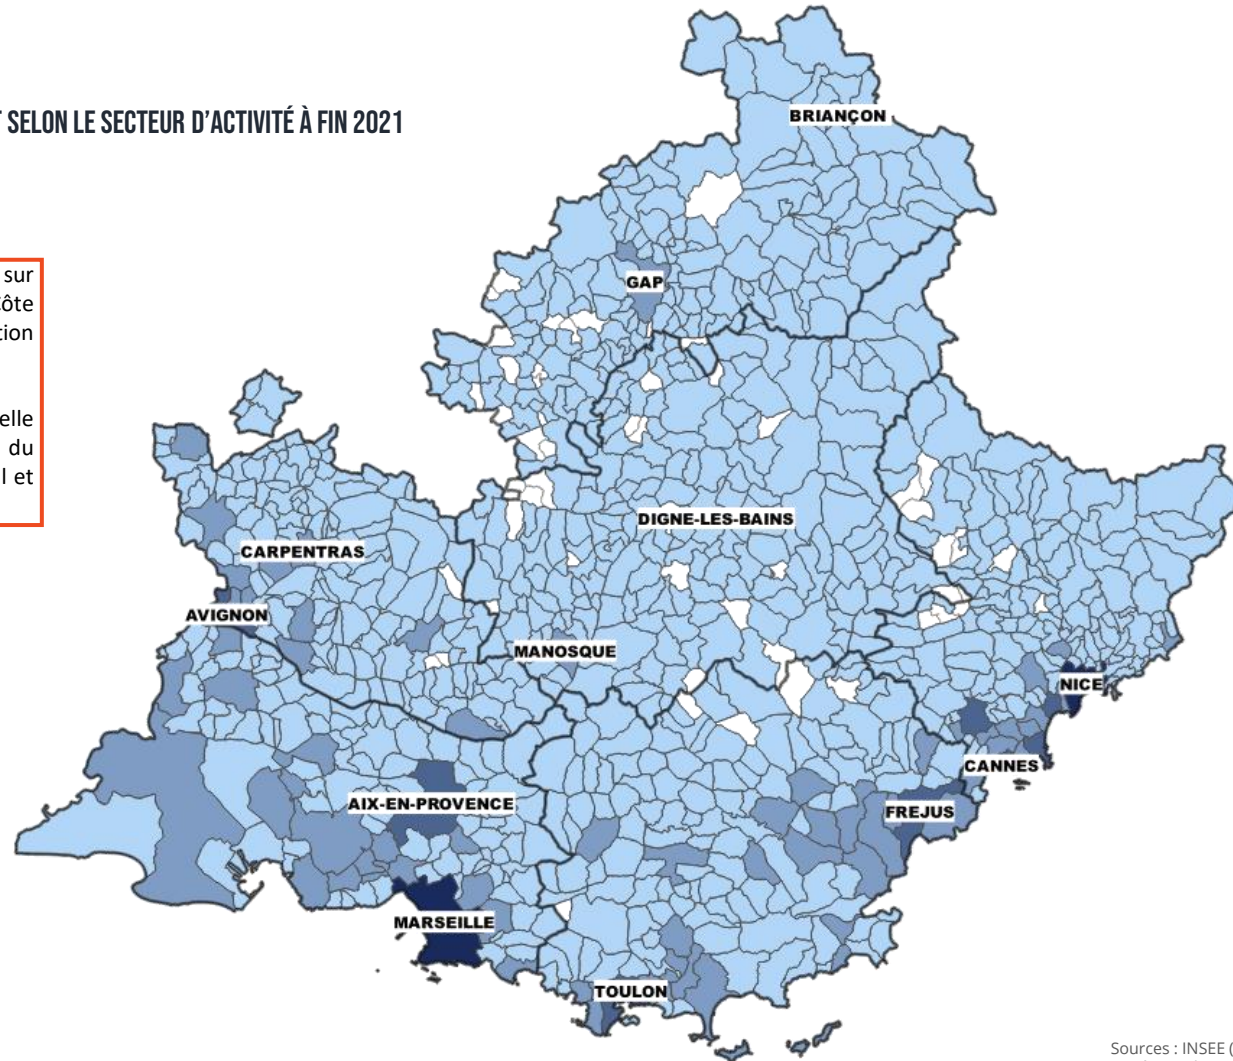 T SELON LE SECTEUR D'ACTIVITÉ À FIN 2021
BRIANÇON
sur
GAP
Côte
tion
elle
du
l et
DIGNE-LES-BAINS
CARPENTRAS
AVIGNON
MANOSQUE
NICE
CANNES
AIX-EN-PROVENCE
FREJUS
MARSEILLE
TOULON
Sources : INSEE (